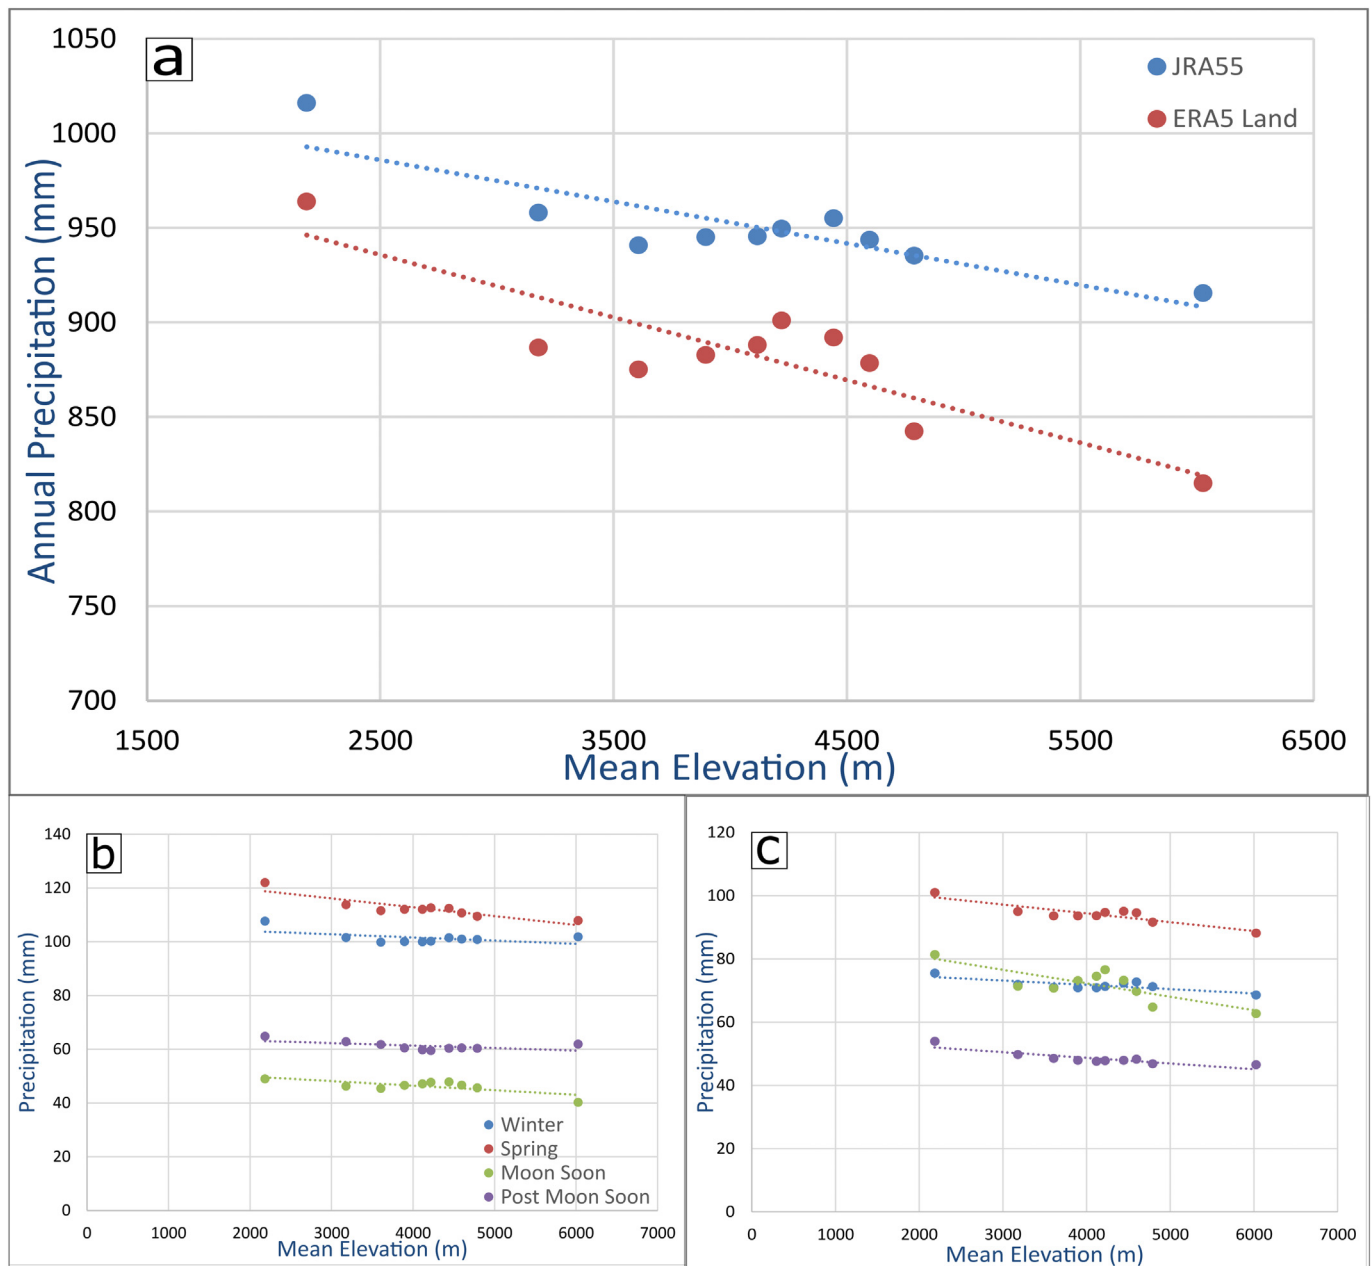 a
JRA55
ERA5 Land
1050
1000
950
900
850
800
750
700
Annual Precipitation (mm)
1500 2500 3500 4500 5500 6500
Mean Elevation (m)
b
140
120
100
80
60
40
20
0
Precipitation (mm)
Winter
Spring
Moon Soon
Post Moon Soon
0 1000 2000 3000 4000 5000 6000 7000
Mean Elevation (m)
c
120
100
80
60
40
20
0
Precipitation (mm)
0 1000 2000 3000 4000 5000 6000 7000
Mean Elevation (m)